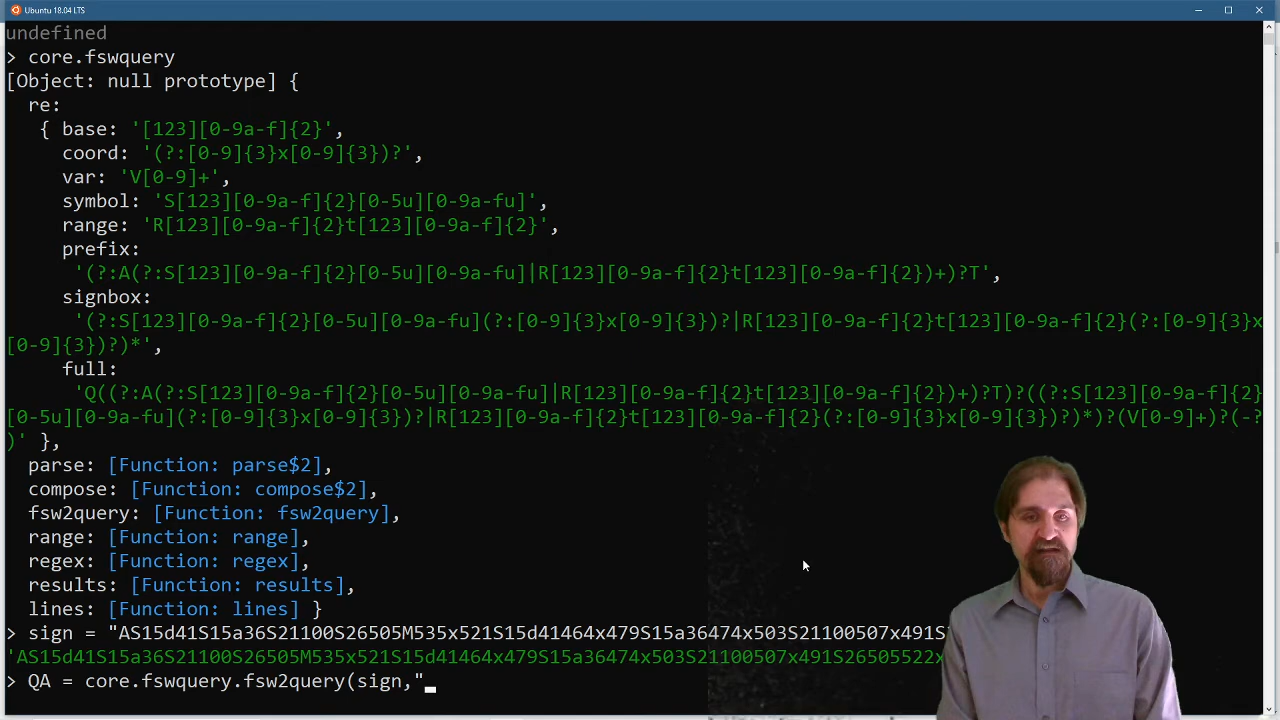 Ubuntu 18.04 LTS
undefined
> core.fswquery
[Object: null prototype] {
re:
{ base: '[123][0-9a-f]{2}',
coord: '(?:[0-9]{3}x[0-9]{3})?',
var: 'V[0-9]+',
symbol: 'S[123][0-9a-f]{2}[0-5u][0-9a-fu]',
range: 'R[123][0-9a-f]{2}t[123][0-9a-f]{2}',
prefix:
'(?:A(?:S[123][0-9a-f]{2}[0-5u][0-9a-fu]|R[123][0-9a-f]{2}t[123][0-9a-f]{2})+)?T',
signbox:
'(?:S[123][0-9a-f]{2}[0-5u][0-9a-fu](?:[0-9]{3}x[0-9]{3})?|R[123][0-9a-f]{2}t[123][0-9a-f]{2}(?:[0-9]{3}x
[0-9]{3})?)*',
full:
'Q((?:A(?:S[123][0-9a-f]{2}[0-5u][0-9a-fu]|R[123][0-9a-f]{2}t[123][0-9a-f]{2})+)?T)?((?:S[123][0-9a-f]{2}
[0-5u][0-9a-fu](?:[0-9]{3}x[0-9]{3})?|R[123][0-9a-f]{2}t[123][0-9a-f]{2}(?:[0-9]{3}x[0-9]{3})?)*)?(V[0-9]+)?(-?
)' },
parse: [Function: parse$2],
compose: [Function: compose$2],
fsw2query: [Function: fsw2query],
range: [Function: range],
regex: [Function: regex],
results: [Function: results],
lines: [Function: lines] }
> sign = "AS15d41S15a36S21100S26505M535x521S15d41464x479S15a36474x503S21100507x491S
'AS15d41S15a36S21100S26505M535x521S15d41464x479S15a36474x503S21100507x491S26505522x
> QA = core.fswquery.fsw2query(sign,"